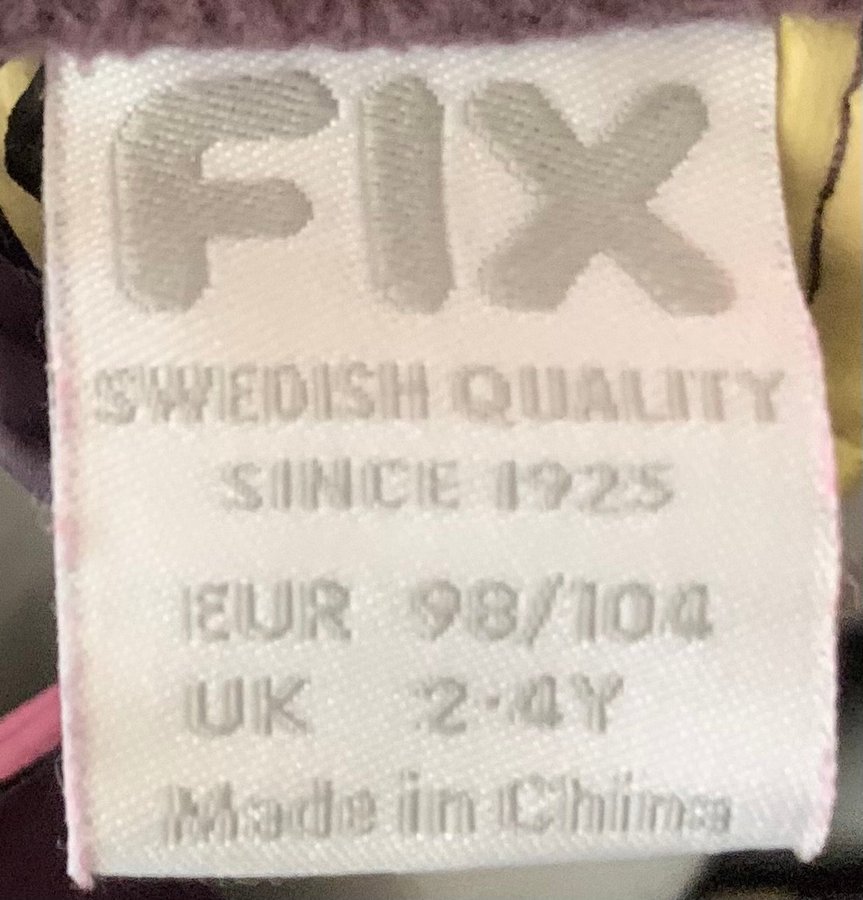 FIX
SWEDISH QUALITY
SINCE 1925
EUR 98/104
UK 2-4Y
Made in China